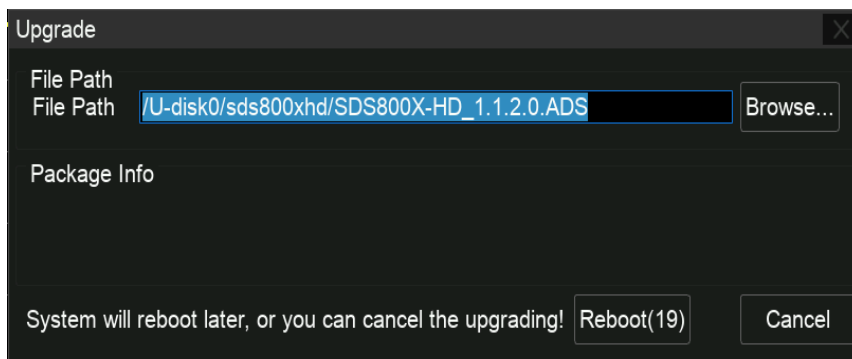 Upgrade X
File Path
File Path /U-disk0/sds800xhd/SDS800X-HD_1.1.2.0.ADS Browse...
Package Info
System will reboot later, or you can cancel the upgrading! Reboot(19) Cancel